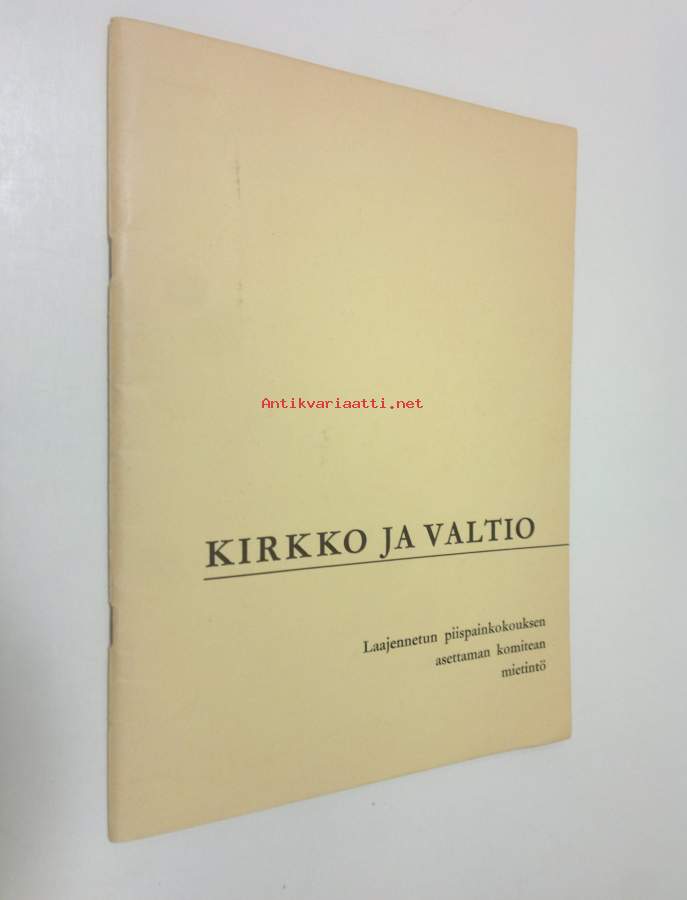 Antikvariaatti.net
KIRKKO JA VALTIO
Laajennetun piispainkokouksen
asettaman komitean
mietintö